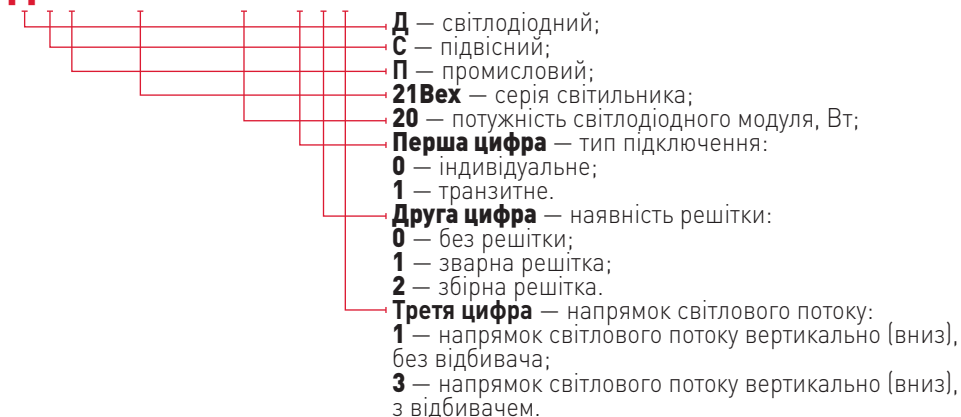 Д — світлодіодний;
С — підвісний;
П — промисловий;
21Вех — серія світильника;
20 — потужність світлодіодного модуля, Вт;
Перша цифра — тип підключення:
0 — індивідуальне;
1 — транзитне.
Друга цифра — наявність решітки:
0 — без решітки;
1 — зварна решітка;
2 — збірна решітка.
Третя цифра — напрямок світлового потоку:
1 — напрямок світлового потоку вертикально (вниз),
без відбивача;
3 — напрямок світлового потоку вертикально (вниз),
з відбивачем.